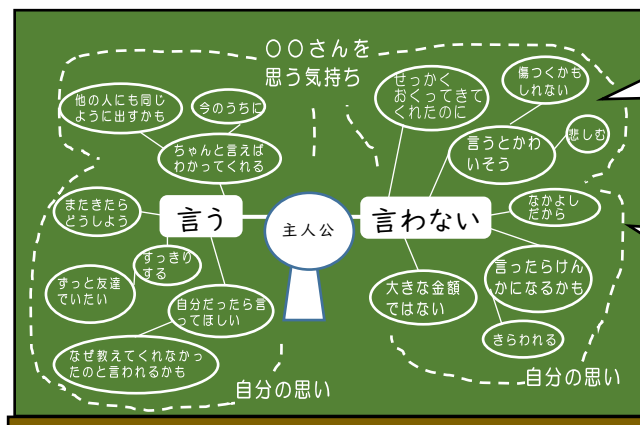 〇〇さんを
思う気持ち
他の人にも同じ
ように出すかも
今のうちに
ちゃんと言えば
わかってくれる
せっかく
おくってきて
くれたのに
傷つくかも
しれない
言うとかわ
いそう
悲しむ
またきたら
どうしよう
言う
主人公
言わない
なかよし
だから
すっきり
する
ずっと友達
でいたい
自分だったら言
ってほしい
大きな金額
ではない
言ったらけん
かになるかも
きらわれる
なぜ教えてくれなかっ
たのと言われるかも
自分の思い
自分の思い